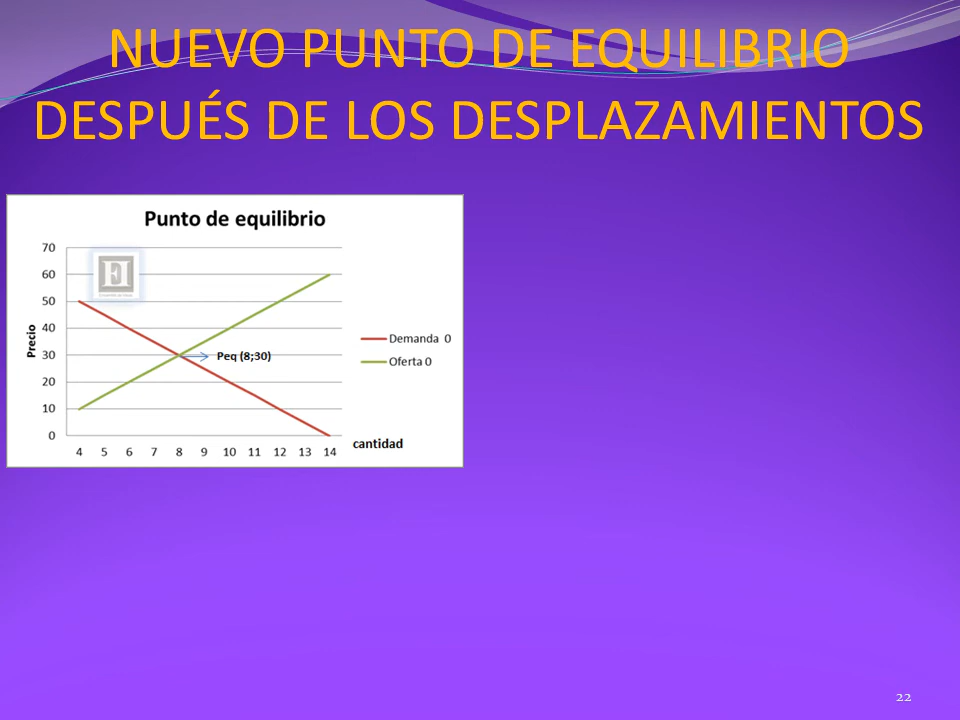 NUEVO PUNTO DE EQUILIBRIO
DESPUÉS DE LOS DESPLAZAMIENTOS
Punto de equilibrio
70
60
50
40
30
20
10
0
Precio
EI
Peq (8;30)
Demanda 0
Oferta 0
4 5 6 7 8 9 10 11 12 13 14
cantidad
22